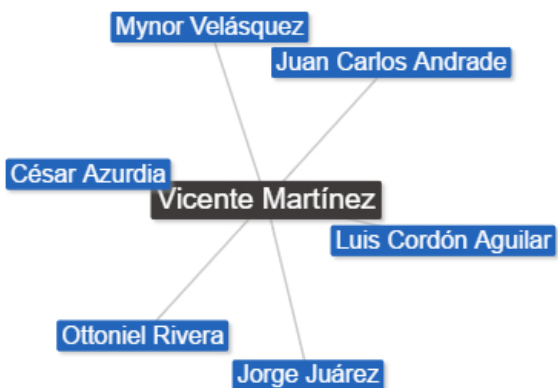 Mynor Velásquez
Juan Carlos Andrade
César Azurdia
Vicente Martínez
Luis Cordón Aguilar
Ottoniel Rivera
Jorge Juárez